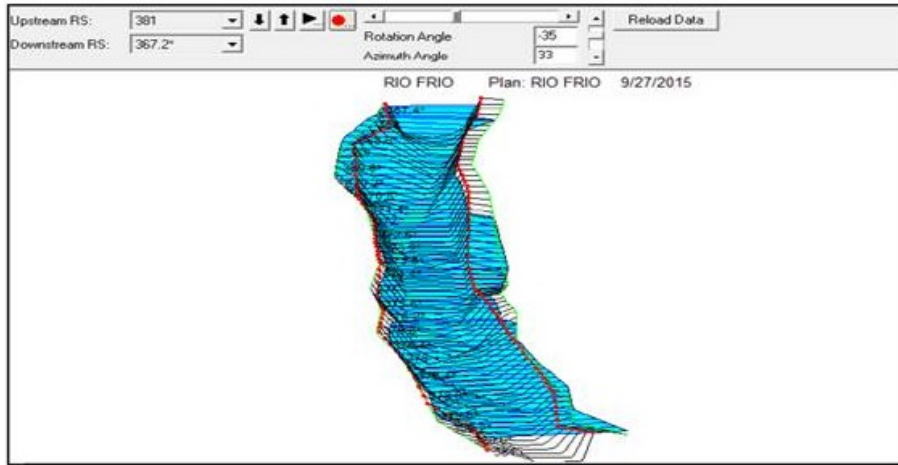 Upstream RS: 381 Reload Data
Downstream RS: 367.2* Rotation Angle -35
Azimuth Angle 33
RIO FRIO Plan: RIO FRIO 9/27/2015